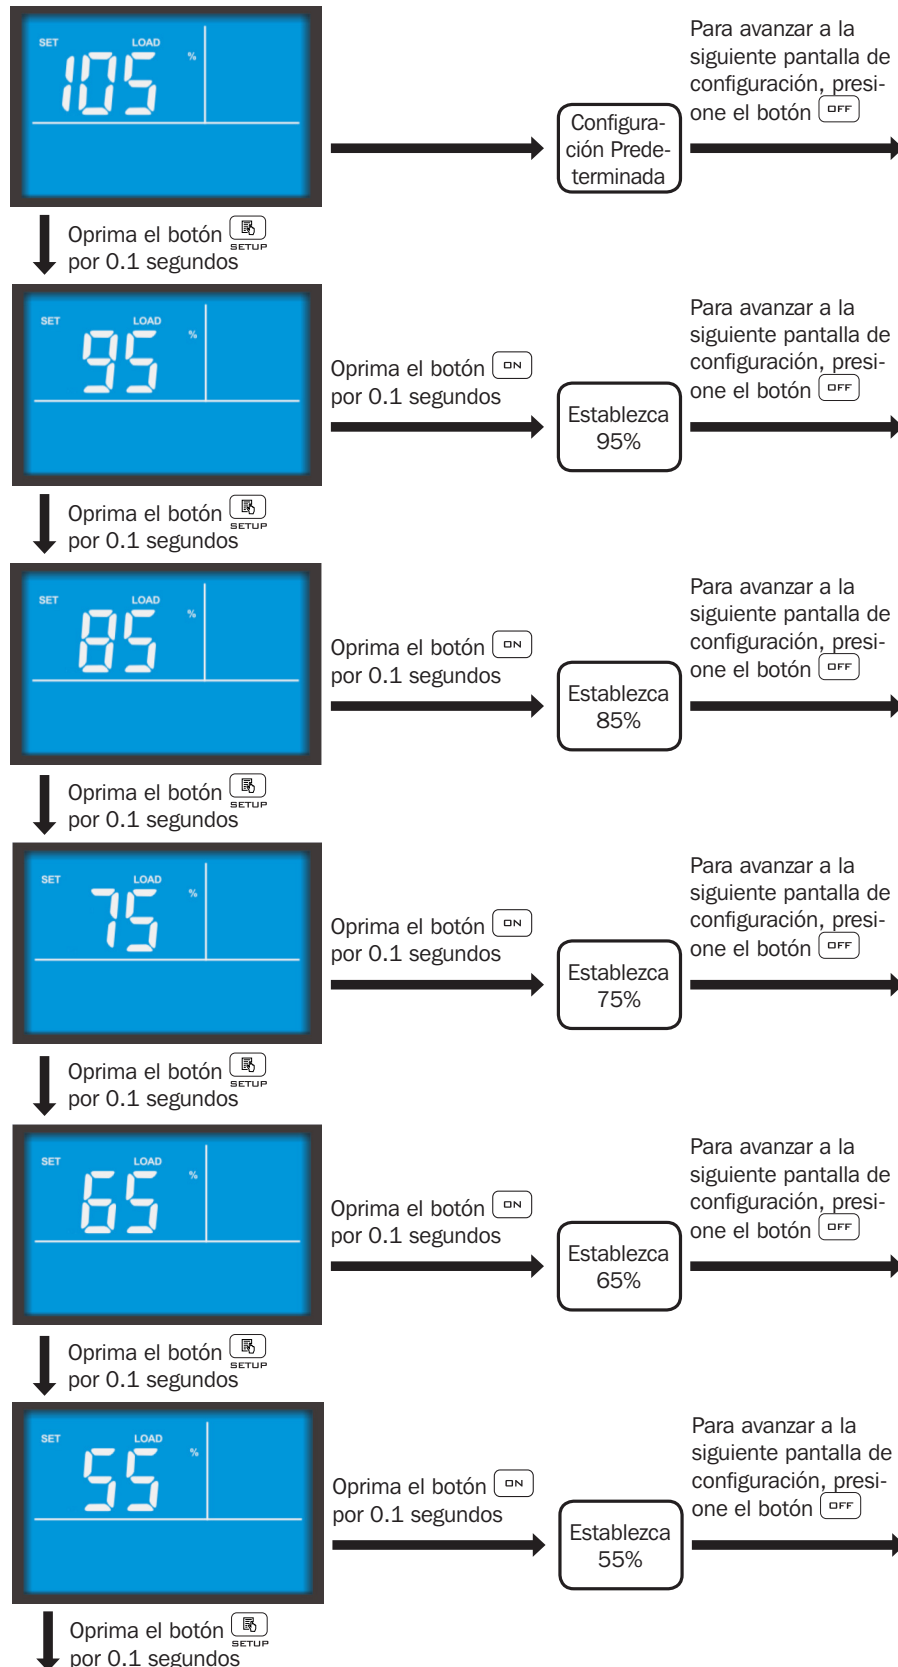 SET LOAD
105 %
Configura-
ción Prede-
terminada
Para avanzar a la
siguiente pantalla de
configuración, presi-
one el botón OFF
Oprima el botón
SETUP
por 0.1 segundos
SET LOAD
95 %
Oprima el botón ON
por 0.1 segundos
Establezca
95%
Para avanzar a la
siguiente pantalla de
configuración, presi-
one el botón OFF
Oprima el botón
SETUP
por 0.1 segundos
SET LOAD
85 %
Oprima el botón ON
por 0.1 segundos
Establezca
85%
Para avanzar a la
siguiente pantalla de
configuración, presi-
one el botón OFF
Oprima el botón
SETUP
por 0.1 segundos
SET LOAD
75 %
Oprima el botón ON
por 0.1 segundos
Establezca
75%
Para avanzar a la
siguiente pantalla de
configuración, presi-
one el botón OFF
Oprima el botón
SETUP
por 0.1 segundos
SET LOAD
65 %
Oprima el botón ON
por 0.1 segundos
Establezca
65%
Para avanzar a la
siguiente pantalla de
configuración, presi-
one el botón OFF
Oprima el botón
SETUP
por 0.1 segundos
SET LOAD
55 %
Oprima el botón ON
por 0.1 segundos
Establezca
55%
Para avanzar a la
siguiente pantalla de
configuración, presi-
one el botón OFF
Oprima el botón
SETUP
por 0.1 segundos